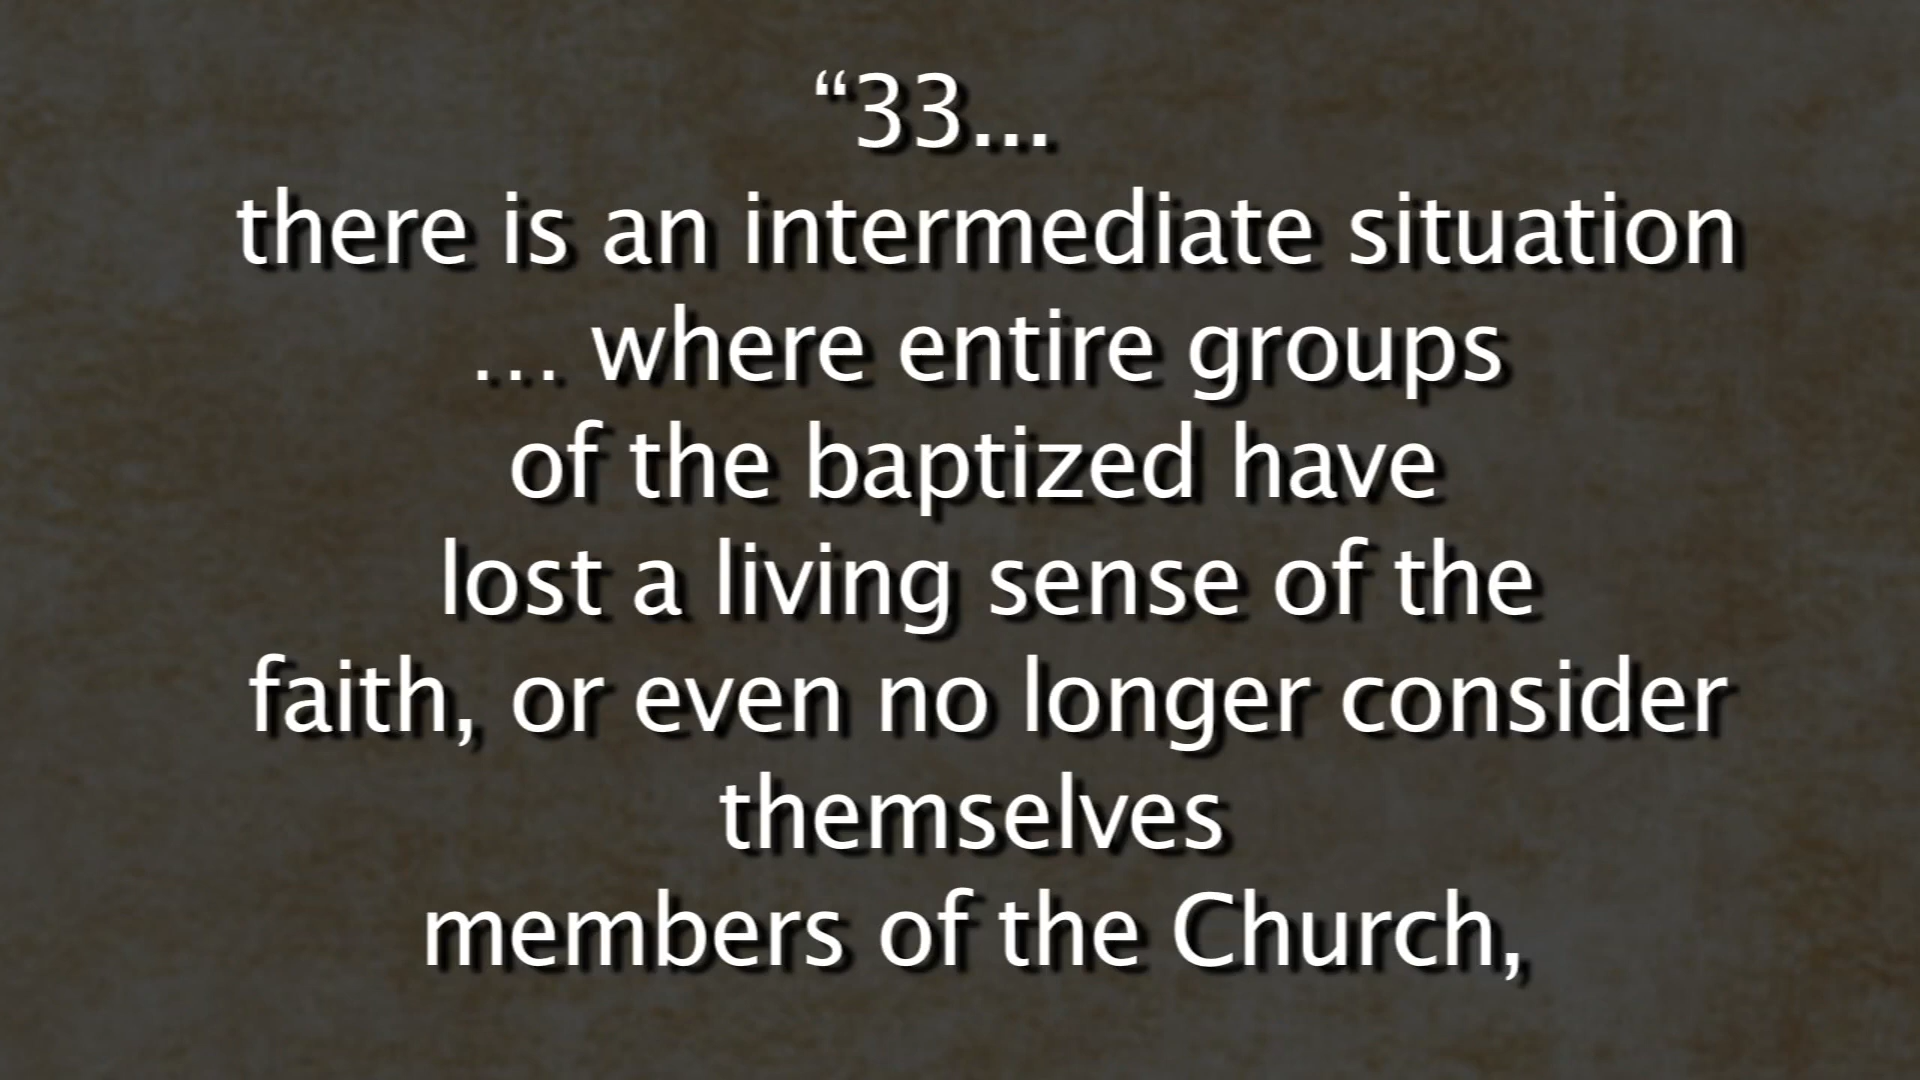 “33...
there is an intermediate situation
... where entire groups
of the baptized have
lost a living sense of the
faith, or even no longer consider
themselves
members of the Church,